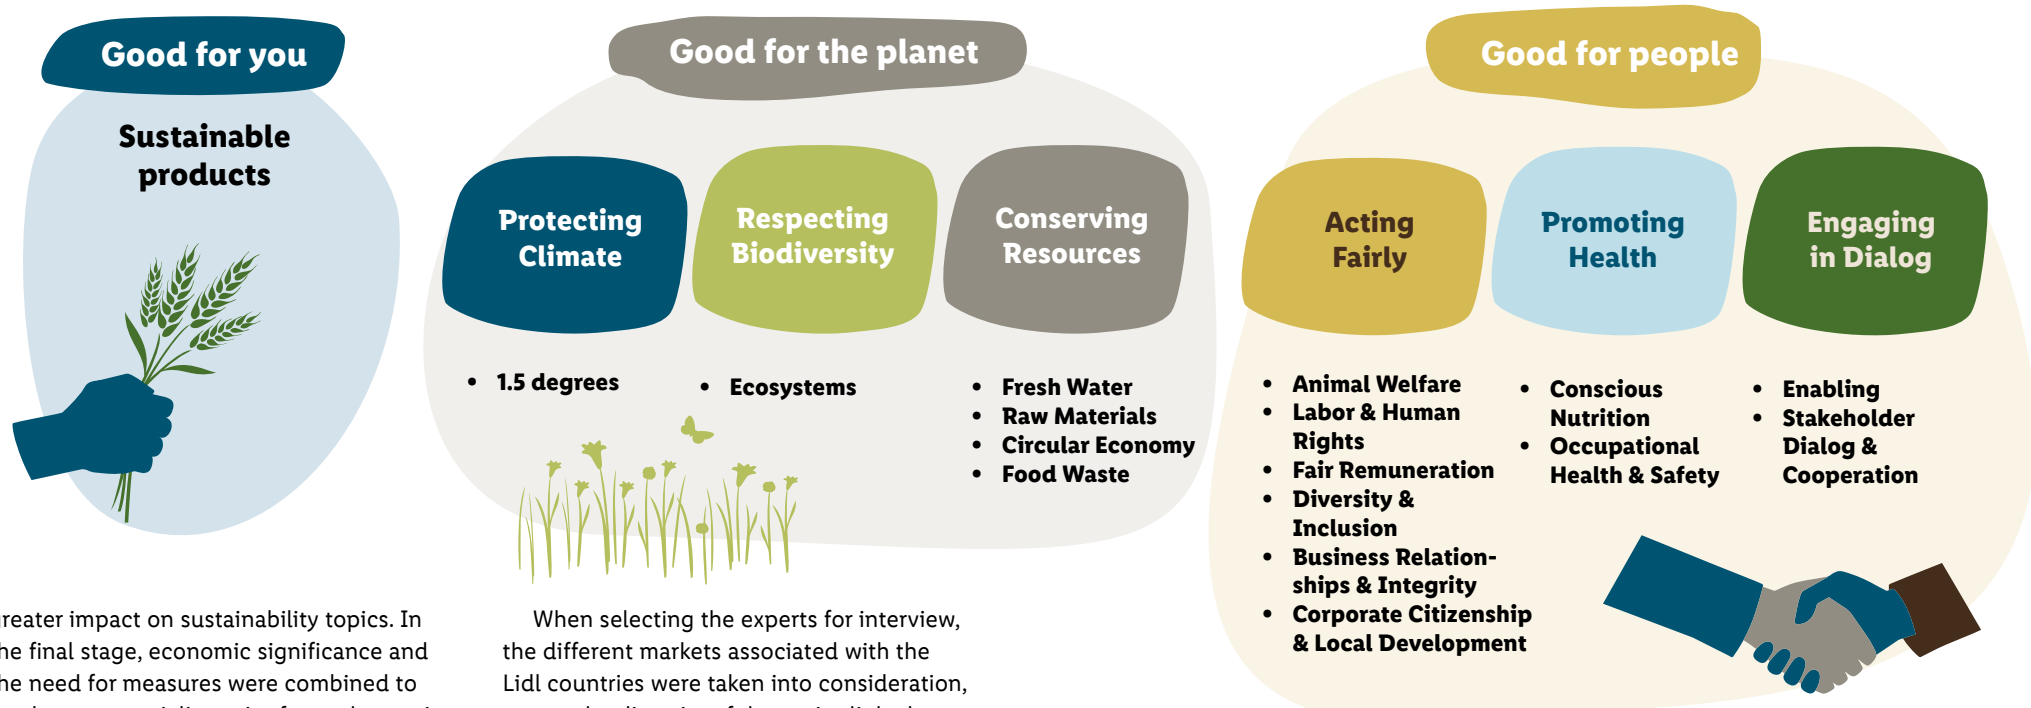 Good for you
Sustainable
products
Good for the planet
Protecting
Climate
• 1.5 degrees
Respecting
Biodiversity
• Ecosystems
Conserving
Resources
• Fresh Water
• Raw Materials
• Circular Economy
• Food Waste
Good for people
Acting
Fairly
• Animal Welfare
• Labor & Human
Rights
• Fair Remuneration
• Diversity &
Inclusion
• Business Relation-
ships & Integrity
• Corporate Citizenship
& Local Development
Promoting
Health
• Conscious
Nutrition
• Occupational
Health & Safety
Engaging
in Dialog
• Enabling
• Stakeholder
Dialog &
Cooperation
greater impact on sustainability topics. In
he final stage, economic significance and
he need for measures were combined to
When selecting the experts for interview,
the different markets associated with the
Lidl countries were taken into consideration,